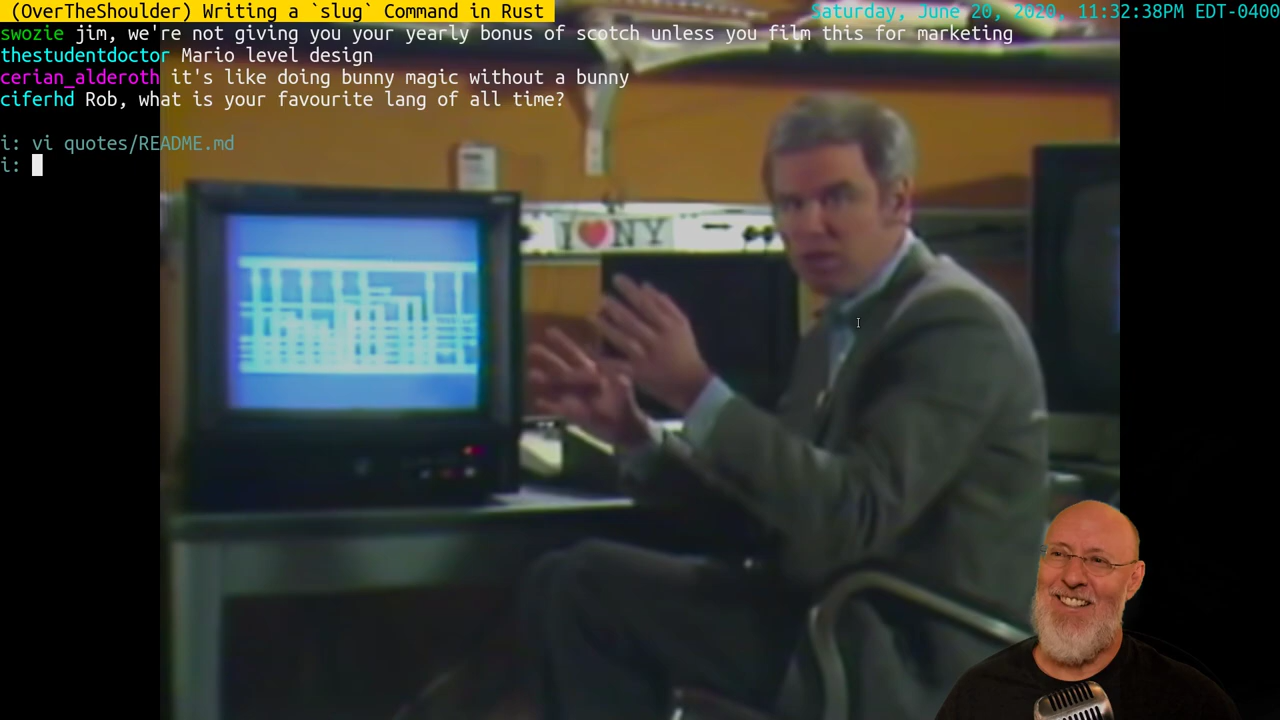 (OverTheShoulder) Writing a `slug` Command in Rust
Saturday, June 20, 2020, 11:32:38PM EDT-0400
swozie jim, we're not giving you your yearly bonus of scotch unless you film this for marketing
thestudentdoctor Mario level design
cerian_alderoth it's like doing bunny magic without a bunny
ciferhd Rob, what is your favourite lang of all time?
i: vi quotes/README.md
i:
I ❤ NY